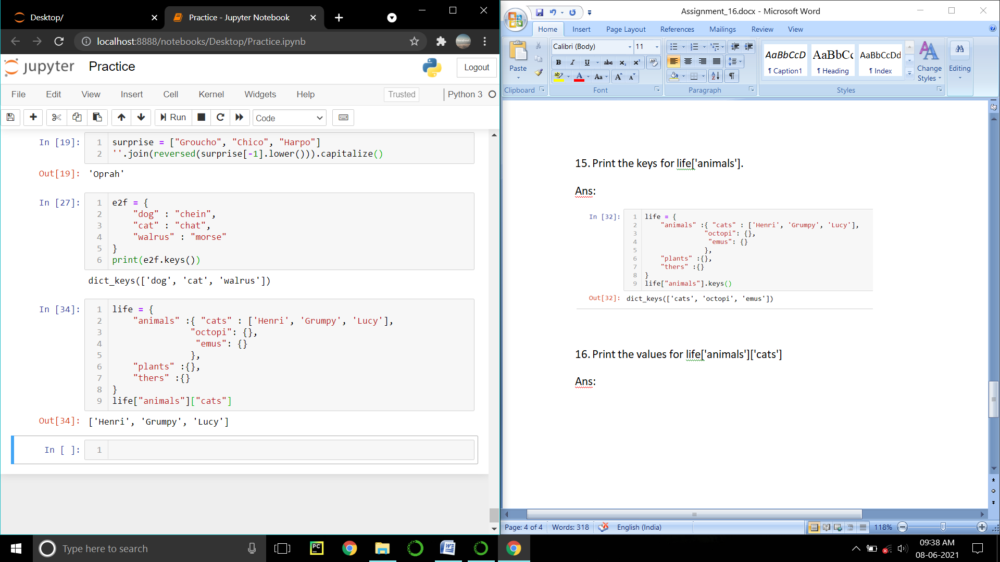 Desktop/
Practice - Jupyter Notebook
localhost:8888/notebooks/Desktop/Practice.ipynb
jupyter Practice
Logout
File Edit View Insert Cell Kernel Widgets Help
Trusted
Python 3
Run
Code
In [19]:
1 surprise = ["Groucho", "Chico", "Harpo"]
2 ''.join(reversed(surprise[-1].lower())).capitalize()
Out[19]: 'Oprah'
In [27]:
1 e2f = {
2 "dog" : "chein",
3 "cat" : "chat",
4 "walrus" : "morse"
5 }
6 print(e2f.keys())
dict_keys(['dog', 'cat', 'walrus'])
In [34]:
1 life = {
2 "animals" :{ "cats" : ['Henri', 'Grumpy', 'Lucy'],
3 "octopi": {},
4 "emus": {}
5 },
6 "plants" :{},
7 "thers" :{}
8 }
9 life["animals"]["cats"]
Out[34]: ['Henri', 'Grumpy', 'Lucy']
In [ ]:
1
Assignment_16.docx - Microsoft Word
Home Insert Page Layout References Mailings Review View
Paste
Clipboard
Calibri (Body) 11
B I U abe x₂ x²
ab A Aa A A
Font
Paragraph
AaBbCcD AaBbCc AaBbCcDd
¶ Caption1 ¶ Heading ¶ Index
Change
Styles
Styles
Editing
15. Print the keys for life['animals'].
Ans:
In [32]:
1 life = {
2 "animals" :{ "cats" : ['Henri', 'Grumpy', 'Lucy'],
3 "octopi": {},
4 "emus": {}
5 },
6 "plants" :{},
7 "thers" :{}
8 }
9 life["animals"].keys()
Out[32]: dict_keys(['cats', 'octopi', 'emus'])
16. Print the values for life['animals']['cats']
Ans:
Page: 4 of 4 Words: 318 English (India) 118%
Type here to search
PC
W
09:38 AM
08-06-2021